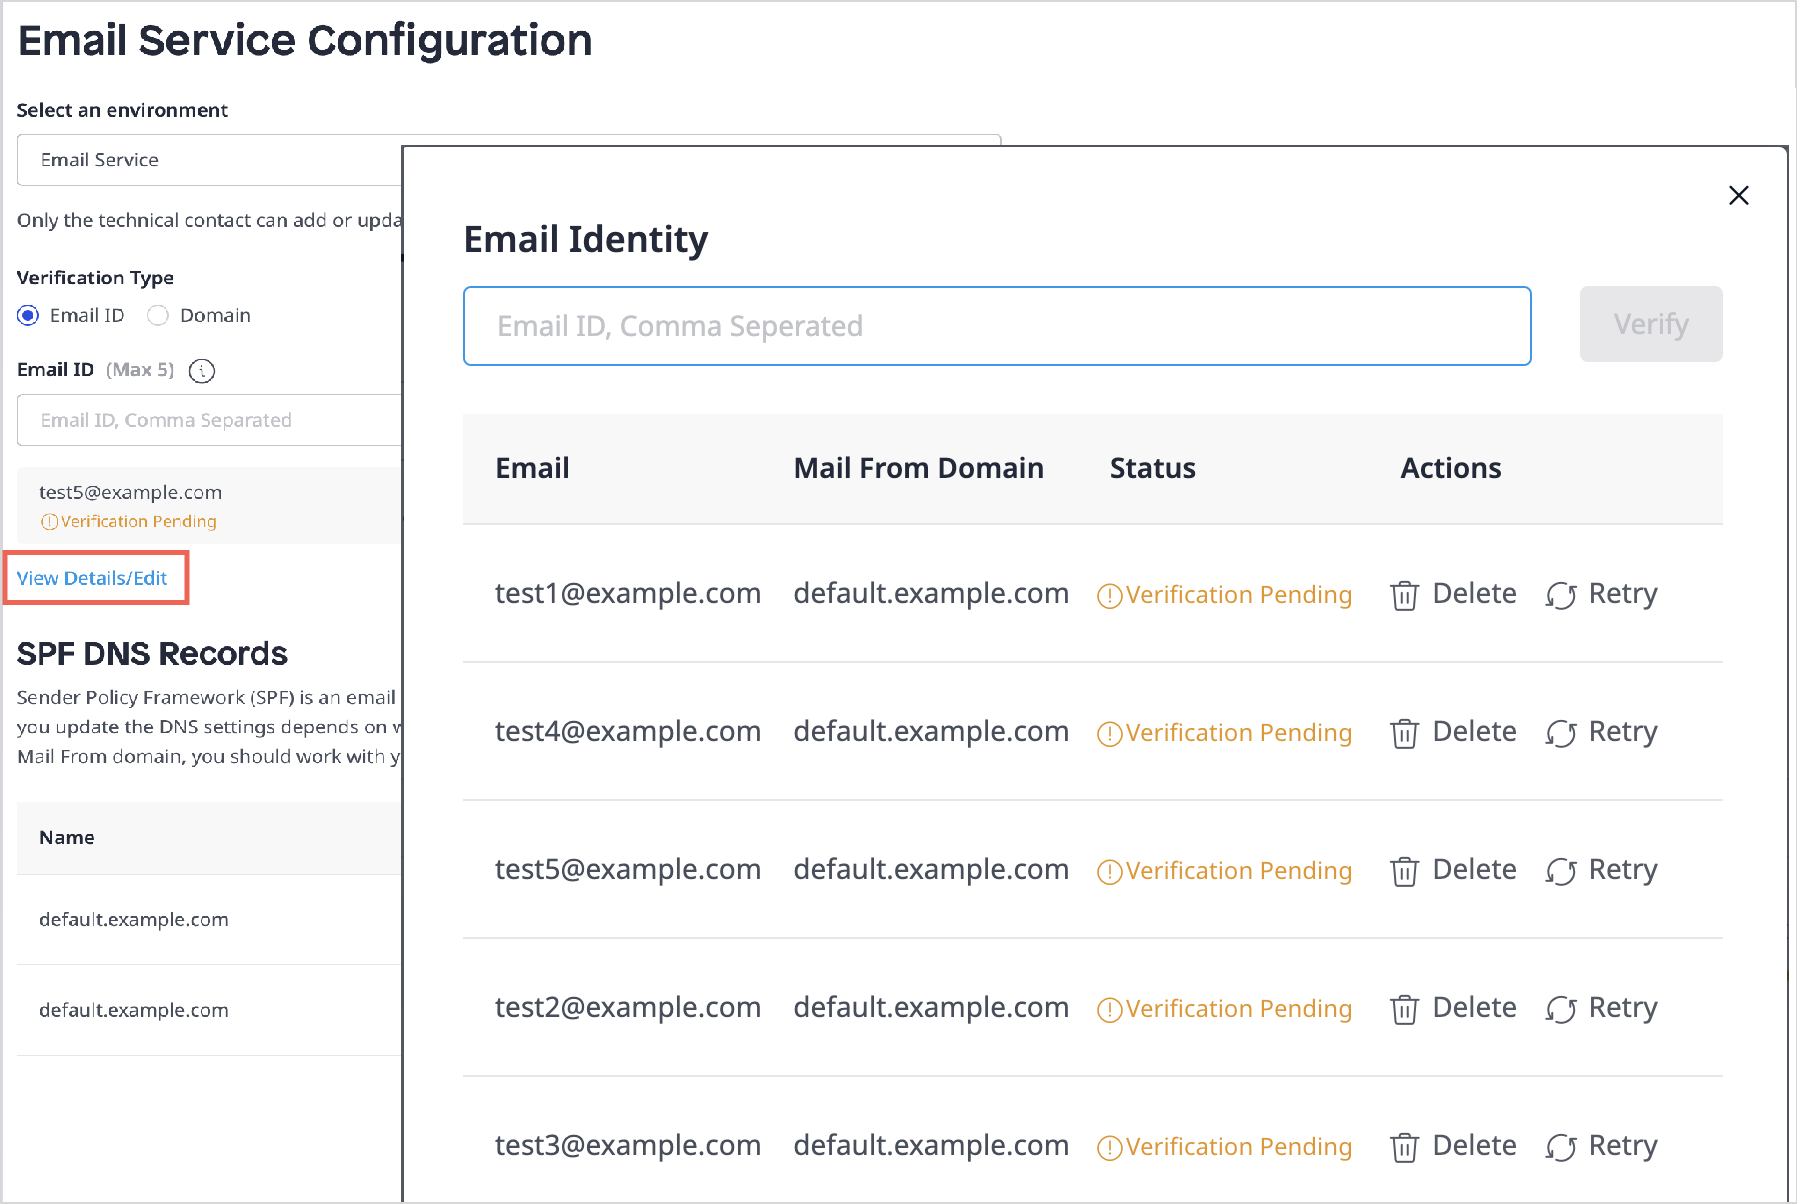 Email Service Configuration
Select an environment
Email Service
Only the technical contact can add or upda
Verification Type
Email ID
Domain
Email ID (Max 5)
Email ID, Comma Separated
test5@example.com
Verification Pending
View Details/Edit
SPF DNS Records
Sender Policy Framework (SPF) is an email
you update the DNS settings depends on
Mail From domain, you should work with
Name
default.example.com
default.example.com
Email Identity
Email ID, Comma Seperated
Verify
Email Mail From Domain Status Actions
test1@example.com default.example.com Verification Pending Delete Retry
test4@example.com default.example.com Verification Pending Delete Retry
test5@example.com default.example.com Verification Pending Delete Retry
test2@example.com default.example.com Verification Pending Delete Retry
test3@example.com default.example.com Verification Pending Delete Retry